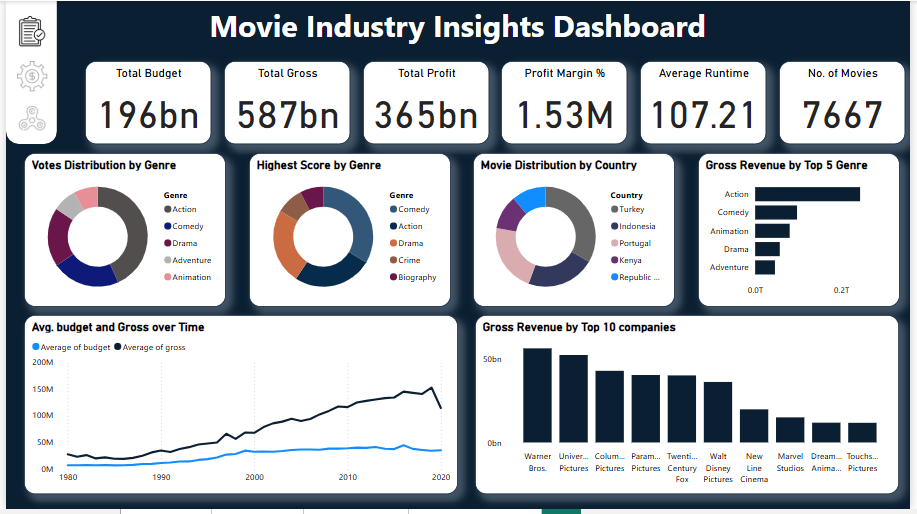 Movie Industry Insights Dashboard
Total Budget
196bn
Total Gross
587bn
Total Profit
365bn
Profit Margin %
1.53M
Average Runtime
107.21
No. of Movies
7667
Votes Distribution by Genre
Genre
Action
Comedy
Drama
Adventure
Animation
Highest Score by Genre
Genre
Comedy
Action
Drama
Crime
Biography
Movie Distribution by Country
Country
Turkey
Indonesia
Portugal
Kenya
Republic ...
Gross Revenue by Top 5 Genre
Action
Comedy
Animation
Drama
Adventure
0.0T 0.2T
Avg. budget and Gross over Time
Average of budget Average of gross
200M
150M
100M
50M
0M
1980 1990 2000 2010 2020
Gross Revenue by Top 10 companies
50bn
0bn
Warner
Bros.
Univer...
Pictures
Colum...
Pictures
Param...
Pictures
Twenti...
Century
Fox
Walt
Disney
Pictures
New
Line
Cinema
Marvel
Studios
Dream...
Anima...
Touchs...
Pictures